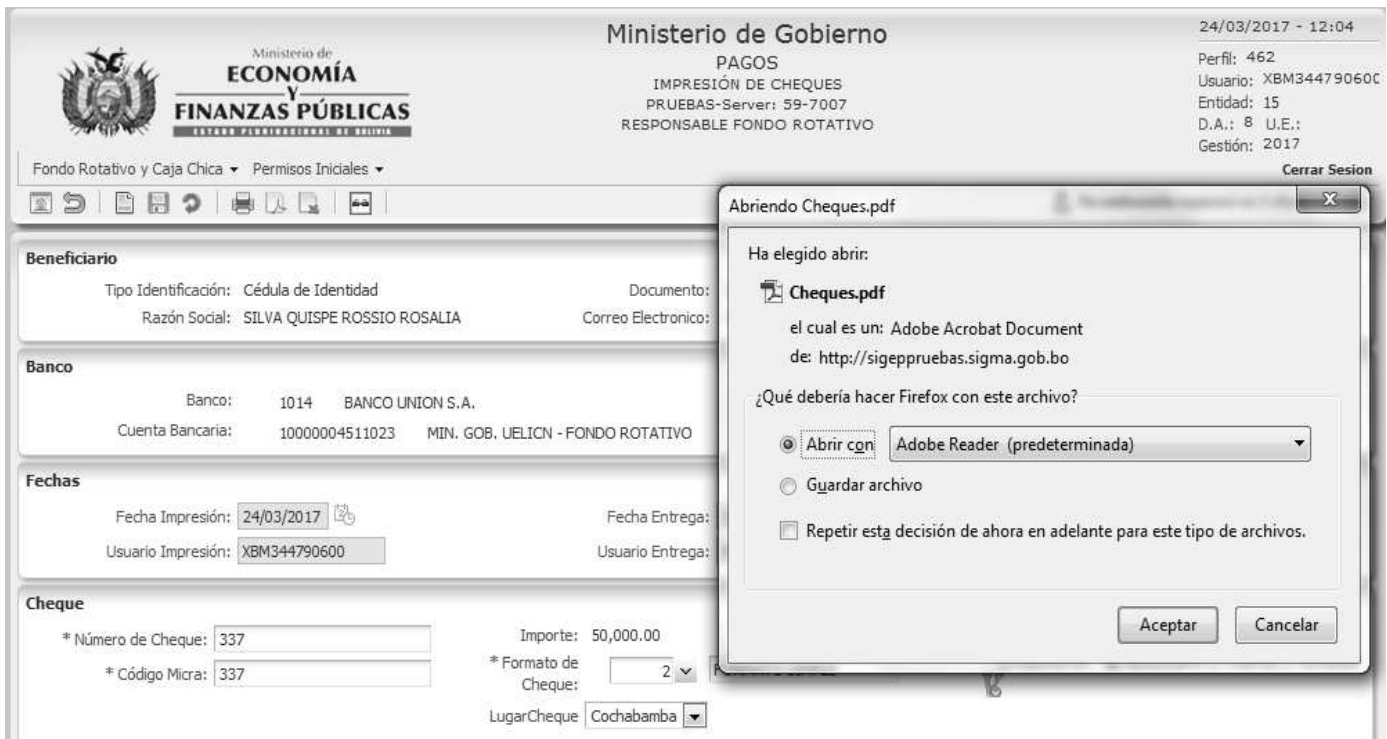 Ministerio de
ECONOMÍA
Y
FINANZAS PÚBLICAS
ESTADO PLURINACIONAL DE BOLIVIA
Ministerio de Gobierno
PAGOS
IMPRESIÓN DE CHEQUES
PRUEBAS-Server: 59-7007
RESPONSABLE FONDO ROTATIVO
24/03/2017 - 12:04
Perfil: 462
Usuario: XBM344790600
Entidad: 15
D.A.: 8 U.E.:
Gestión: 2017
Cerrar Sesion
Fondo Rotativo y Caja Chica Permisos Iniciales
Beneficiario
Tipo Identificación: Cédula de Identidad Documento:
Razón Social: SILVA QUISPE ROSSIO ROSALIA Correo Electronico:
Banco
Banco: 1014 BANCO UNION S.A.
Cuenta Bancaria: 10000004511023 MIN. GOB. UELICN - FONDO ROTATIVO
Fechas
Fecha Impresión: 24/03/2017 Fecha Entrega:
Usuario Impresión: XBM344790600 Usuario Entrega:
Cheque
* Número de Cheque: 337 Importe: 50,000.00
* Código Micra: 337 * Formato de Cheque: 2
LugarCheque Cochabamba
Abriendo Cheques.pdf
Ha elegido abrir:
Cheques.pdf
el cual es un: Adobe Acrobat Document
de: http://sigeppruebas.sigma.gob.bo
¿Qué debería hacer Firefox con este archivo?
Abrir con Adobe Reader (predeterminada)
Guardar archivo
Repetir esta decisión de ahora en adelante para este tipo de archivos.
Aceptar Cancelar